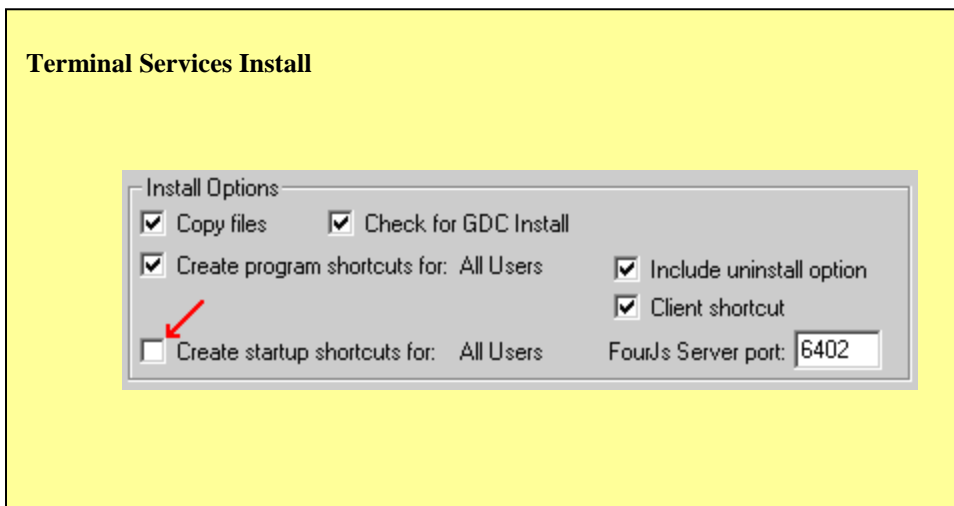 Terminal Services Install
Install Options
Copy files Check for GDC Install
Create program shortcuts for: All Users Include uninstall option
Client shortcut
Create startup shortcuts for: All Users FourJs Server port: 6402